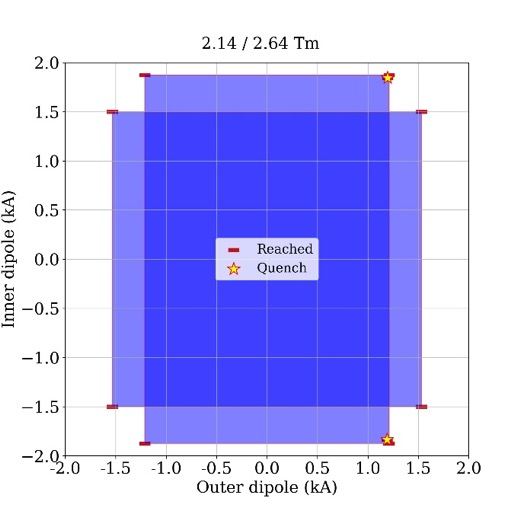 2.14 / 2.64 Tm
2.0
1.5
1.0
0.5
0.0
−0.5
−1.0
−1.5
−2.0
Inner dipole (kA)
Reached
Quench
-2.0 -1.5 -1.0 -0.5 0.0 0.5 1.0 1.5 2.0
Outer dipole (kA)